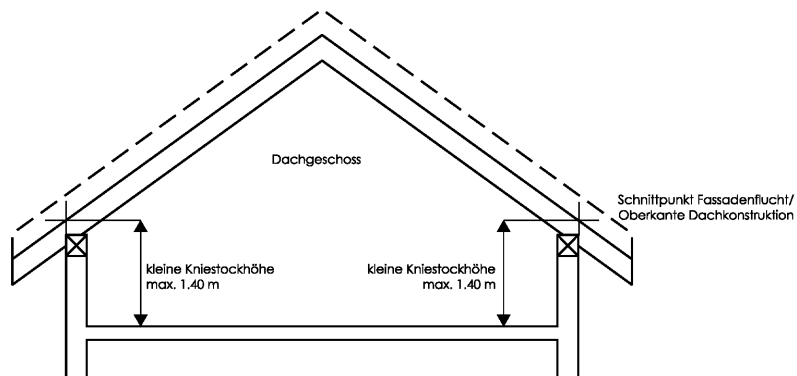 Dachgeschoss
Schnittpunkt Fassadenflucht/
Oberkante Dachkonstruktion
kleine Kniestockhöhe
max. 1.40 m
kleine Kniestockhöhe
max. 1.40 m